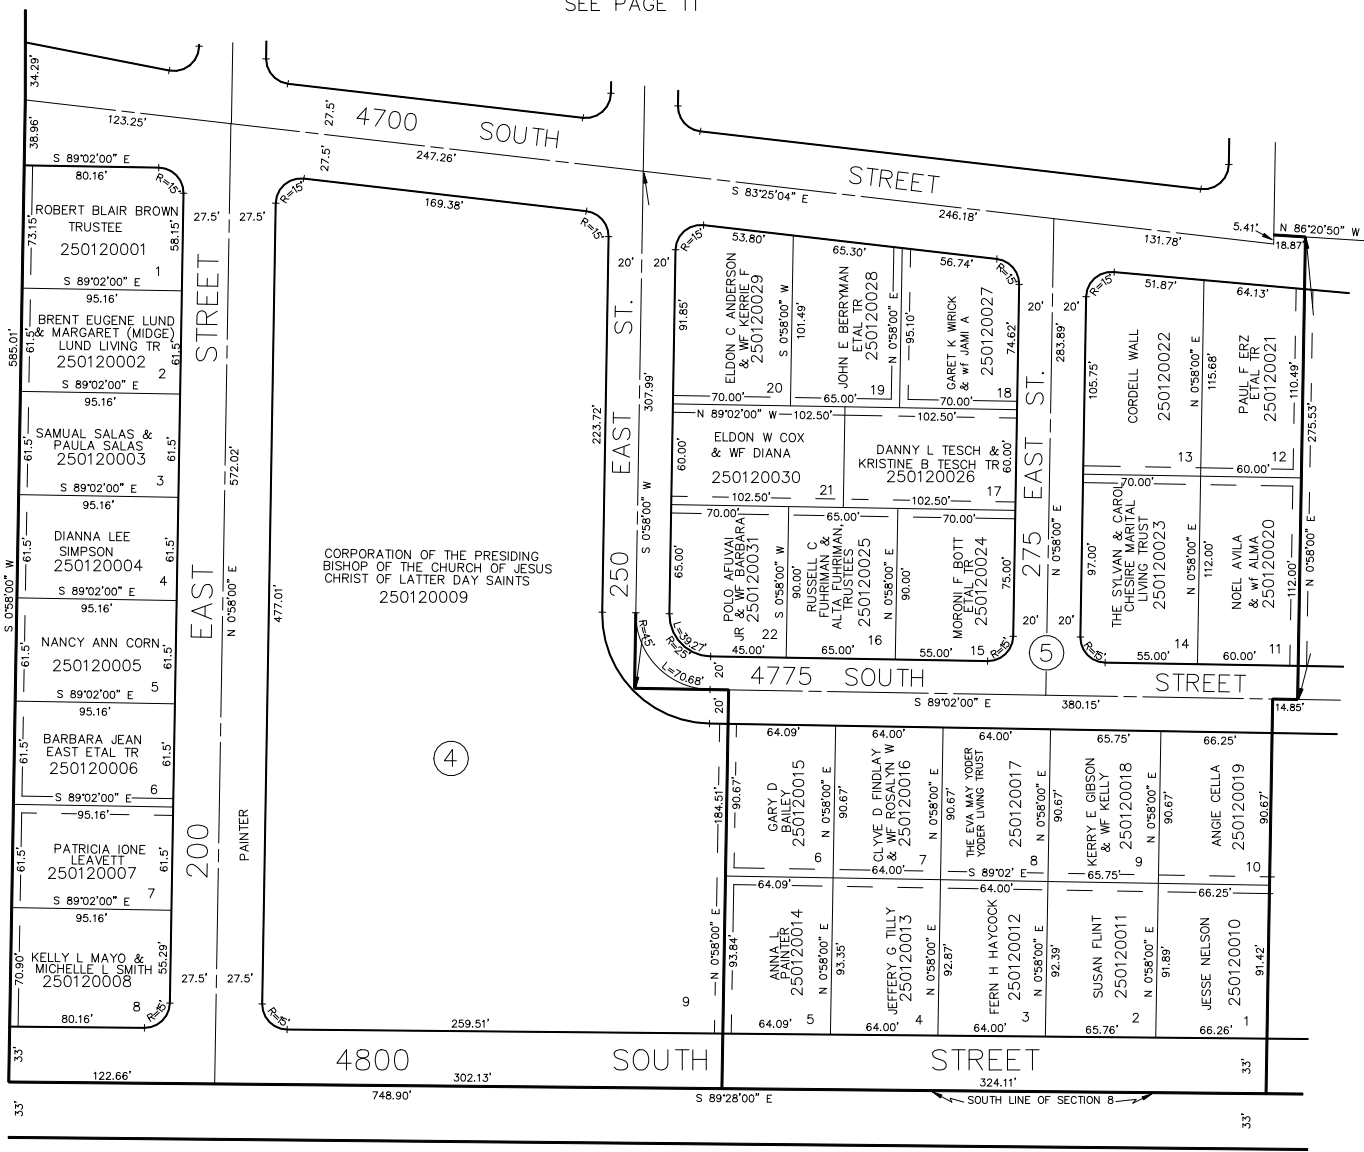 SEE PAGE 11
34.29'
38.96'
123.25'
27.5'
27.5'
4700 SOUTH STREET
247.26'
S 83°25'04" E
246.18'
131.78'
5.41'
N 86°20'50" W
18.87'
S 89°02'00" E
80.16'
R=15'
73.15'
58.15'
ROBERT BLAIR BROWN
TRUSTEE
250120001
1
S 89°02'00" E
95.16'
BRENT EUGENE LUND
& MARGARET (MIDGE)
LUND LIVING TR
250120002
2
61.5'
61.5'
S 89°02'00" E
95.16'
SAMUAL SALAS &
PAULA SALAS
250120003
3
61.5'
61.5'
S 89°02'00" E
95.16'
DIANNA LEE
SIMPSON
250120004
4
61.5'
61.5'
S 89°02'00" E
95.16'
NANCY ANN CORN
250120005
5
61.5'
61.5'
S 89°02'00" E
95.16'
BARBARA JEAN
EAST ETAL TR
250120006
6
61.5'
61.5'
S 89°02'00" E
95.16'
PATRICIA IONE
LEAVETT
250120007
7
61.5'
61.5'
S 89°02'00" E
95.16'
KELLY L MAYO &
MICHELLE L SMITH
250120008
8
70.90'
55.29'
R=15'
80.16'
585.01'
S 0°58'00" W
27.5'
27.5'
200 EAST STREET
572.02'
N 0°58'00" E
PAINTER
27.5'
27.5'
R=15'
169.38'
R=15'
477.01'
223.72'
CORPORATION OF THE PRESIDING
BISHOP OF THE CHURCH OF JESUS
CHRIST OF LATTER DAY SAINTS
250120009
4
9
R=15'
259.51'
20'
20'
250 EAST ST.
307.99'
S 0°58'00" W
R=45'
L=70.68'
L=39.27'
R=25'
R=15'
53.80'
91.85'
ELDON C ANDERSON
& WF KERRIE F
250120029
20
S 0°58'00" W
101.49'
70.00'
65.30'
JOHN E BERRYMAN
ETAL TR
250120028
19
N 0°58'00" E
95.10'
65.00'
56.74'
R=15'
GARET K WIRICK
& wf JAMI A
250120027
18
74.62'
70.00'
N 89°02'00" W
102.50'
102.50'
60.00'
ELDON W COX
& WF DIANA
250120030
21
102.50'
DANNY L TESCH &
KRISTINE B TESCH TR
250120026
17
60.00'
102.50'
70.00'
65.00'
POLO AFUVAI
JR & WF BARBARA
250120031
22
S 0°58'00" W
90.00'
45.00'
65.00'
RUSSELL C
FUHRIMAN &
ALTA FUHRIMAN,
TRUSTEES
250120025
16
N 0°58'00" E
90.00'
65.00'
70.00'
MORONI F BOTT
ETAL TR
250120024
15
75.00'
55.00'
R=15'
20'
20'
275 EAST ST.
283.89'
N 0°58'00" E
20'
20'
5
R=15'
51.87'
105.75'
CORDELL WALL
250120022
13
N 0°58'00" E
115.68'
70.00'
64.13'
PAUL F ERZ
ETAL TR
250120021
12
110.49'
60.00'
THE SYLVAN & CAROL
CHESIRE MARITAL
LIVING TRUST
250120023
14
97.00'
N 0°58'00" E
112.00'
R=15'
55.00'
NOEL AVILA
& wf ALMA
250120020
11
112.00'
60.00'
275.53'
N 0°58'00" E
20'
20'
4775 SOUTH STREET
S 89°02'00" E
380.15'
14.85'
64.09'
90.67'
184.51'
GARY D
BAILEY
250120015
6
N 0°58'00" E
90.67'
64.09'
64.00'
CLYVE D FINDLAY
& WF ROSALYN W
250120016
7
N 0°58'00" E
90.67'
64.00'
64.00'
THE EVA MAY YODER
YODER LIVING TRUST
250120017
8
N 0°58'00" E
90.67'
S 89°02' E
64.00'
65.75'
KERRY E GIBSON
& WF KELLY
250120018
9
N 0°58'00" E
90.67'
65.75'
66.25'
ANGIE CELLA
250120019
10
90.67'
66.25'
N 0°58'00" E
93.84'
ANNA L
PAINTER
250120014
5
N 0°58'00" E
93.35'
64.09'
JEFFERY G TILLY
250120013
4
N 0°58'00" E
92.87'
64.00'
FERN H HAYCOCK
250120012
3
N 0°58'00" E
92.39'
64.00'
SUSAN FLINT
250120011
2
N 0°58'00" E
91.89'
65.76'
JESSE NELSON
250120010
1
91.42'
66.26'
4800 SOUTH STREET
33'
122.66'
302.13'
324.11'
33'
748.90'
S 89°28'00" E
SOUTH LINE OF SECTION 8
33'
33'